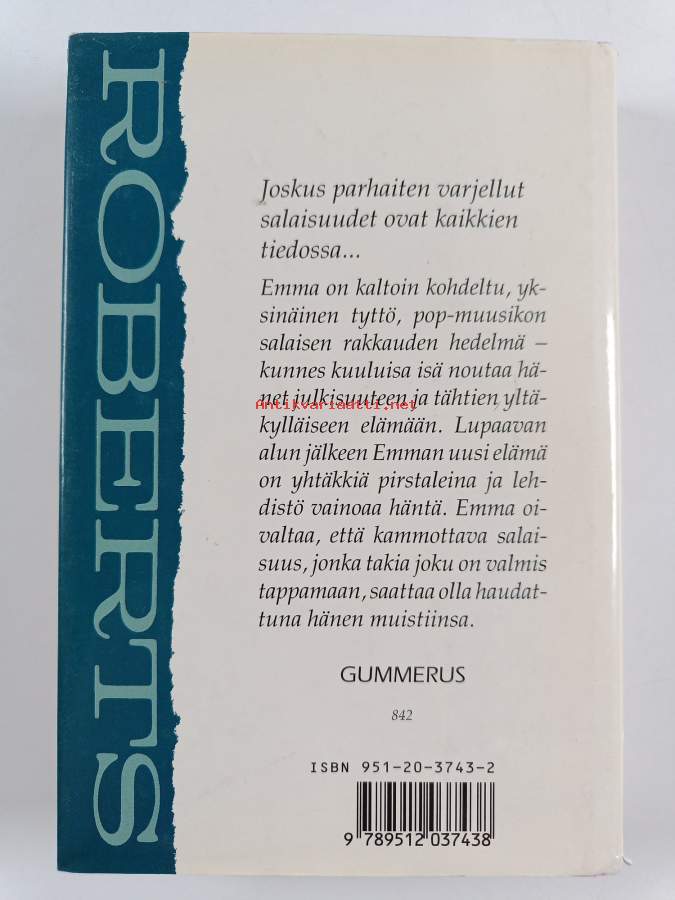 ROBERTS
Joskus parhaiten varjellut
salaisuudet ovat kaikkien
tiedossa...
Emma on kaltoin kohdeltu, yk-
sinäinen tyttö, pop-muusikon
salaisen rakkauden hedelmä –
kunnes kuuluisa isä noutaa hä-
net julkisuuteen ja tähtien yltä-
Antikvariaatti.net
kylläiseen elämään. Lupaavan
alun jälkeen Emman uusi elämä
on yhtäkkiä pirstaleina ja leh-
distö vainoaa häntä. Emma oi-
valtaa, että kammottava salai-
suus, jonka takia joku on valmis
tappamaan, saattaa olla haudat-
tuna hänen muistiinsa.
GUMMERUS
842
ISBN 951-20-3743-2
9 789512 037438